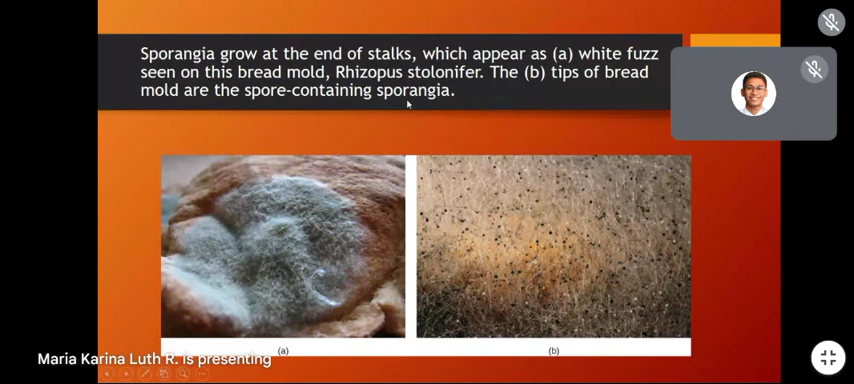 Sporangia grow at the end of stalks, which appear as (a) white fuzz
seen on this bread mold, Rhizopus stolonifer. The (b) tips of bread
mold are the spore-containing sporangia.
(a)
(b)
Maria Karina Luth R. is presenting